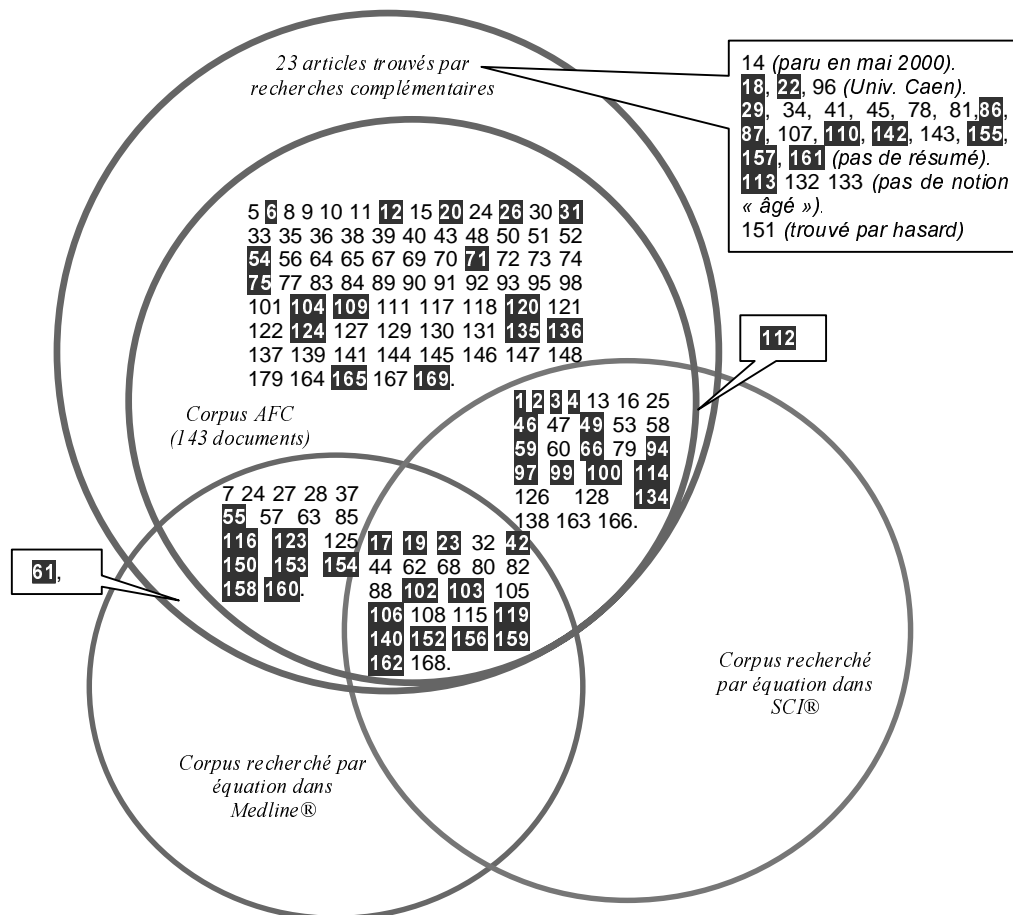 23 articles trouvés par
recherches complémentaires
14 (paru en mai 2000).
18, 22, 96 (Univ. Caen).
29, 34, 41, 45, 78, 81,86,
87, 107, 110, 142, 143, 155,
157, 161 (pas de résumé).
113 132 133 (pas de notion
« âgé »).
151 (trouvé par hasard)
5 6 8 9 10 11 12 15 20 24 26 30 31
33 35 36 38 39 40 43 48 50 51 52
54 56 64 65 67 69 70 71 72 73 74
75 77 83 84 89 90 91 92 93 95 98
101 104 109 111 117 118 120 121
122 124 127 129 130 131 135 136
137 139 141 144 145 146 147 148
179 164 165 167 169.
112
Corpus AFC
(143 documents)
1 2 3 4 13 16 25
46 47 49 53 58
59 60 66 79 94
97 99 100 114
126 128 134
138 163 166.
7 24 27 28 37
55 57 63 85
116 123 125
150 153 154
158 160.
17 19 23 32 42
44 62 68 80 82
88 102 103 105
106 108 115 119
140 152 156 159
162 168.
61,
Corpus recherché
par équation dans
SCI®
Corpus recherché par
équation dans
Medline®